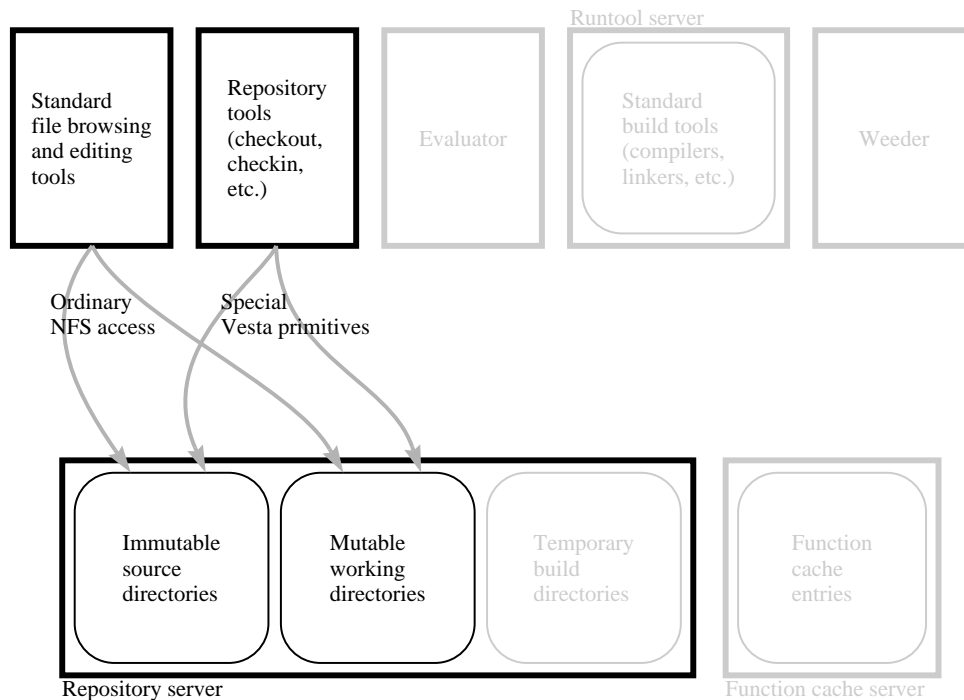 Runtool server
Standard
file browsing
and editing
tools
Repository
tools
(checkout,
checkin,
etc.)
Evaluator
Standard
build tools
(compilers,
linkers, etc.)
Weeder
Ordinary
NFS access
Special
Vesta primitives
Immutable
source
directories
Mutable
working
directories
Temporary
build
directories
Function
cache
entries
Repository server
Function cache server